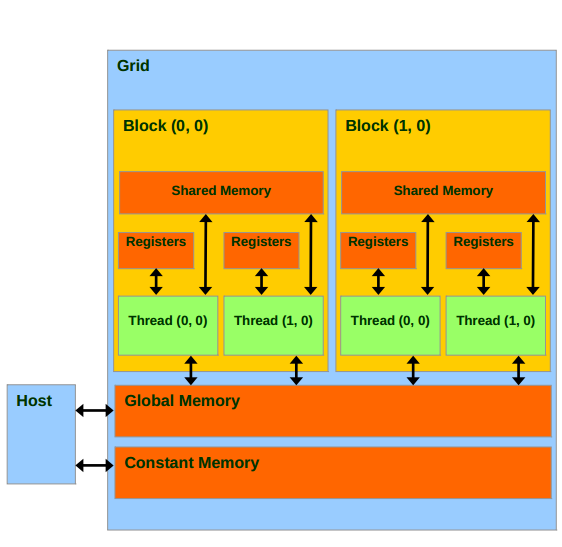 Grid
Block (0, 0)
Block (1, 0)
Shared Memory
Shared Memory
Registers
Registers
Registers
Registers
Thread (0, 0)
Thread (1, 0)
Thread (0, 0)
Thread (1, 0)
Host
Global Memory
Constant Memory